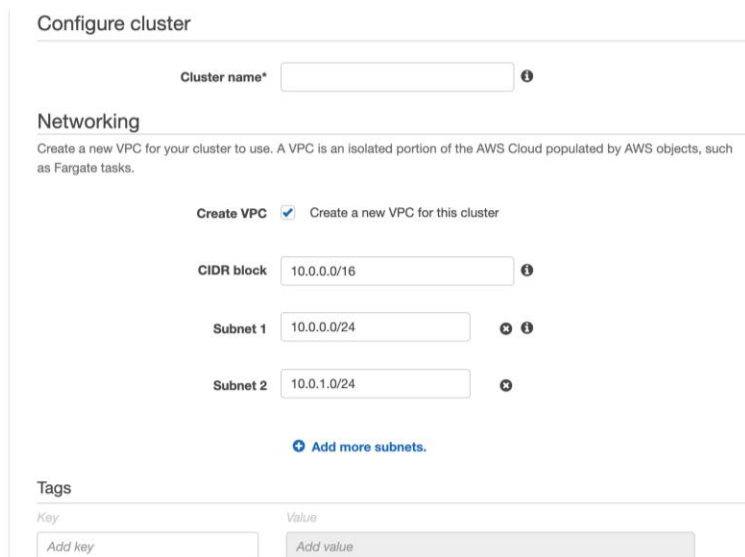 Configure cluster
Cluster name*
Networking
Create a new VPC for your cluster to use. A VPC is an isolated portion of the AWS Cloud populated by AWS objects, such
as Fargate tasks.
Create VPC Create a new VPC for this cluster
CIDR block 10.0.0.0/16
Subnet 1 10.0.0.0/24
Subnet 2 10.0.1.0/24
Add more subnets.
Tags
Key Value
Add key Add value